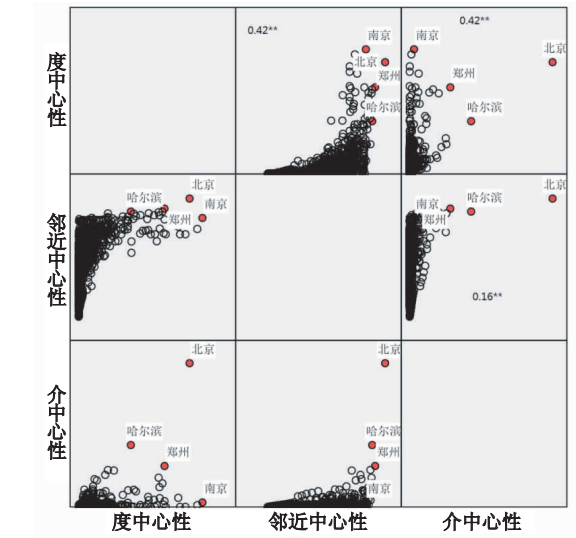 度中心性
0.42**
南京
北京
郑州
哈尔滨
0.42**
南京
北京
郑州
哈尔滨
邻近中心性
北京
哈尔滨
南京
郑州
北京
哈尔滨
南京
郑州
0.16**
介中心性
北京
哈尔滨
郑州
南京
北京
哈尔滨
郑州
南京
度中心性
邻近中心性
介中心性